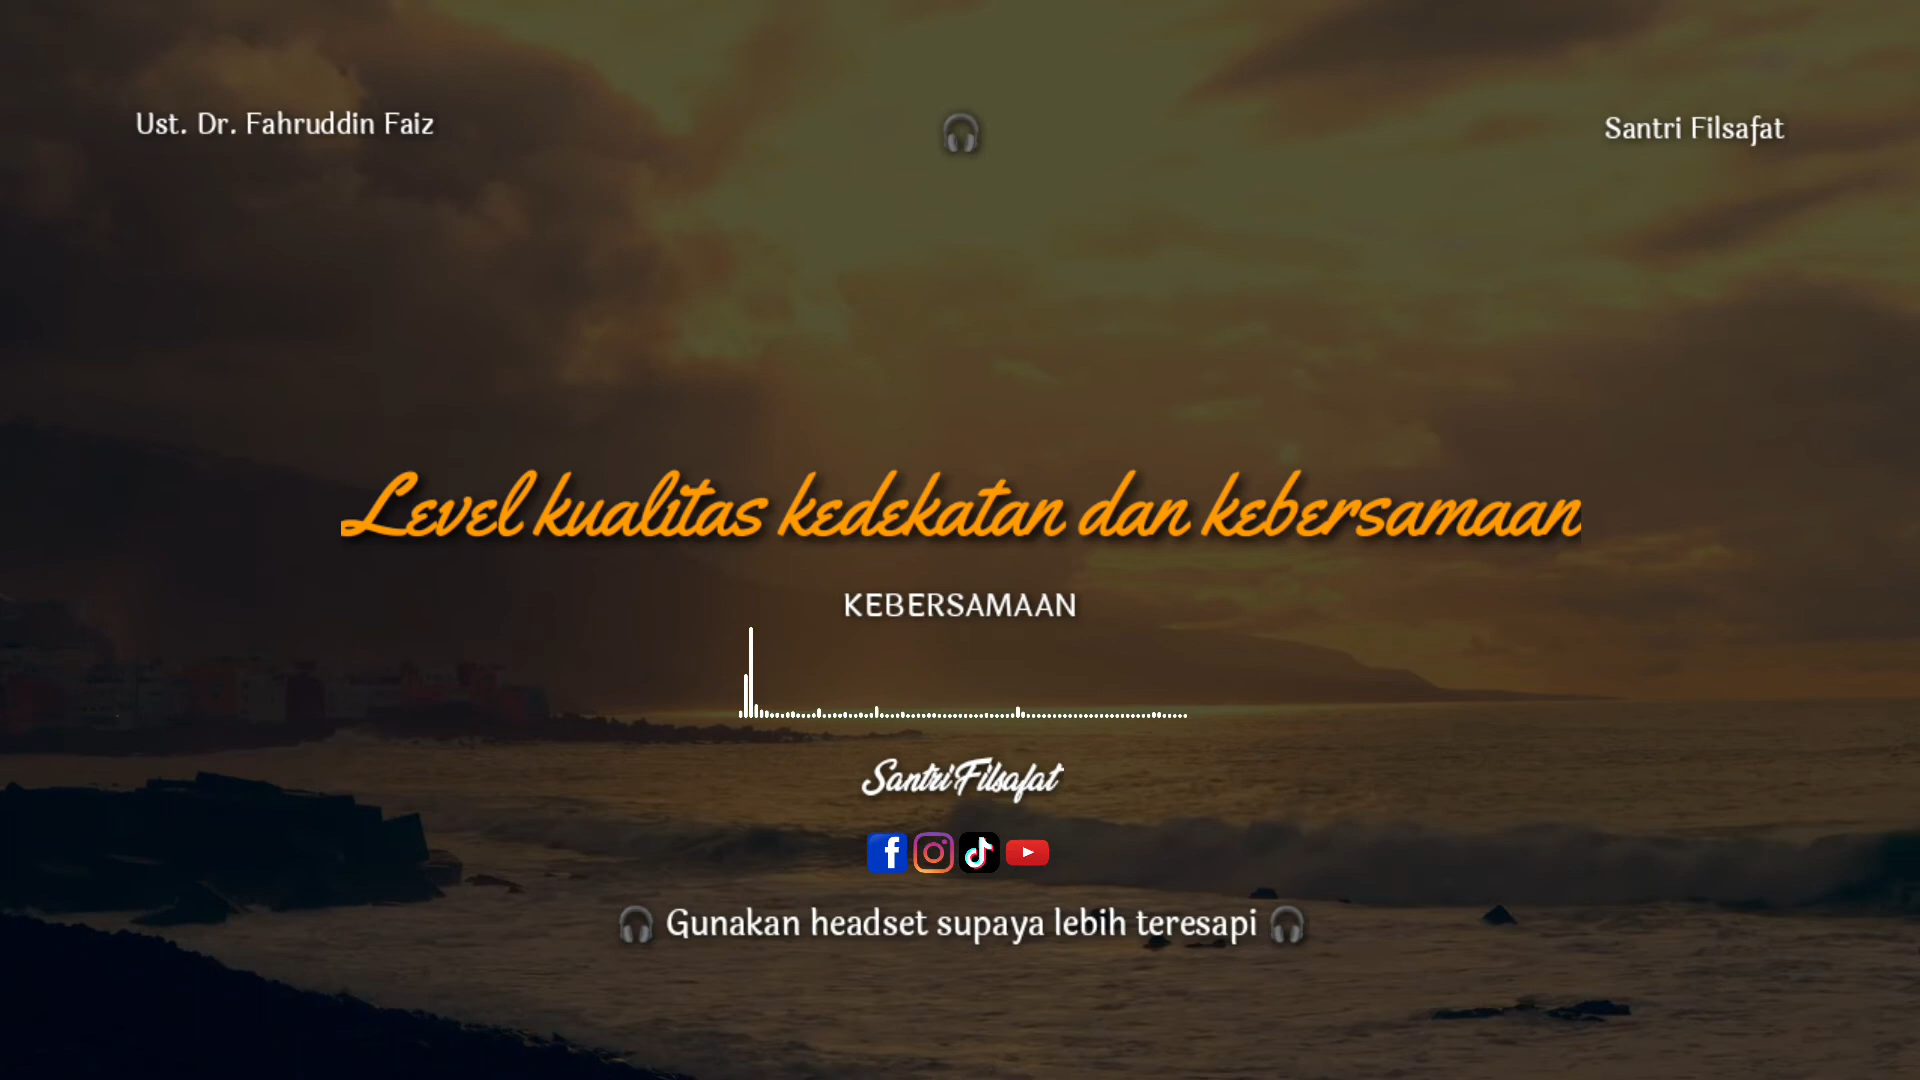 Ust. Dr. Fahruddin Faiz
Santri Filsafat
Level kualitas kedekatan dan kebersamaan
KEBERSAMAAN
Santri Filsafat
Gunakan headset supaya lebih teresapi